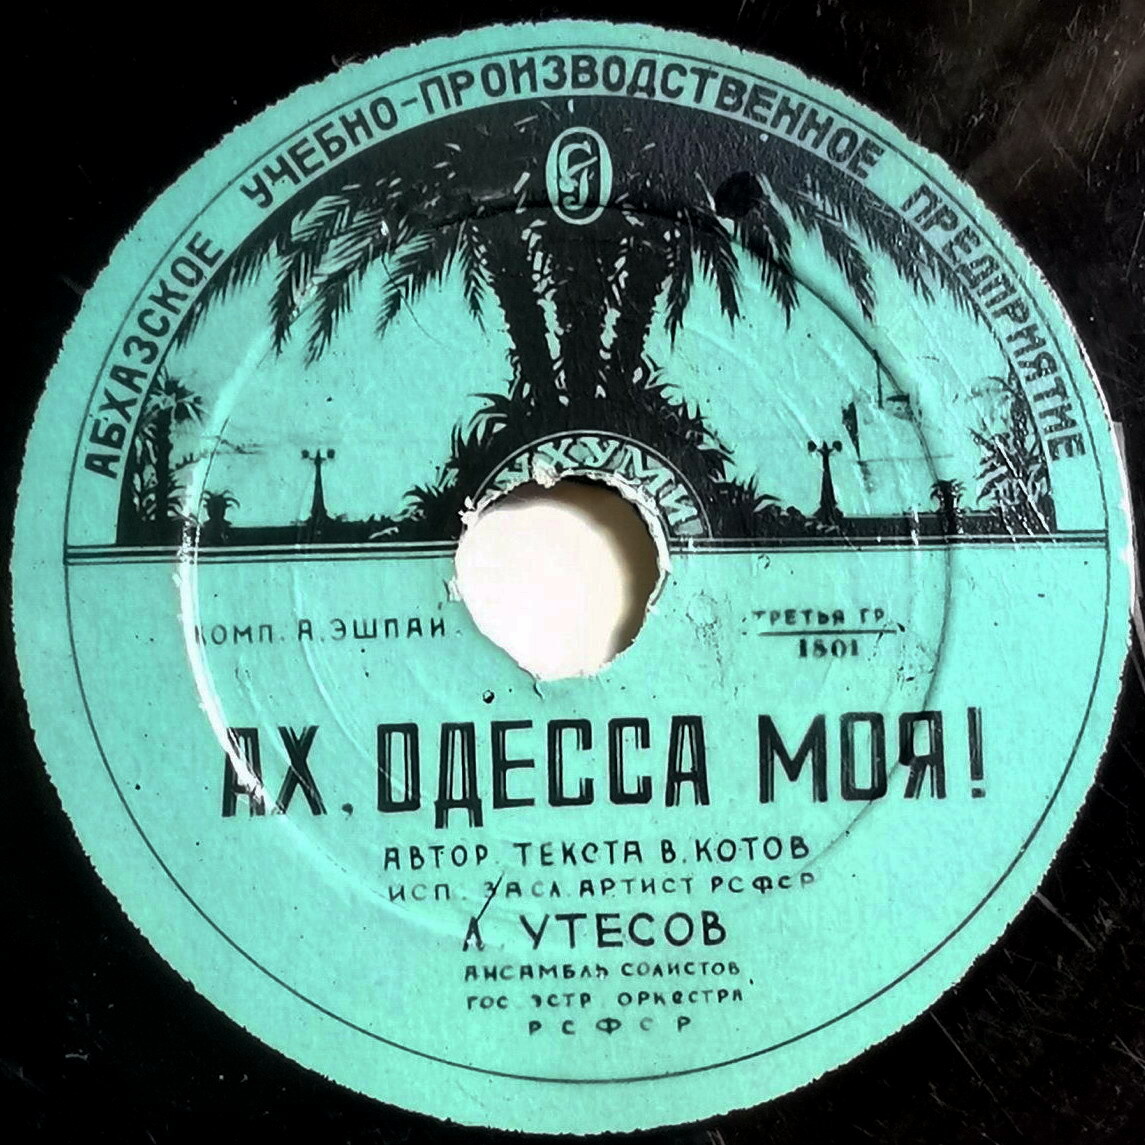 АБХАЗСКОЕ УЧЕБНО-ПРОИЗВОДСТВЕННОЕ ПРЕДПРИЯТИЕ
СУХУМИ
КОМП. А. ЭШПАЙ.
ТРЕТЬЯ ГР.
1801
АХ, ОДЕССА МОЯ!
АВТОР ТЕКСТА В. КОТОВ
ИСП. ЗАСЛ. АРТИСТ РСФСР
Л. УТЕСОВ
АНСАМБЛЬ СОЛИСТОВ
ГОС. ЭСТР. ОРКЕСТРА
РСФСР